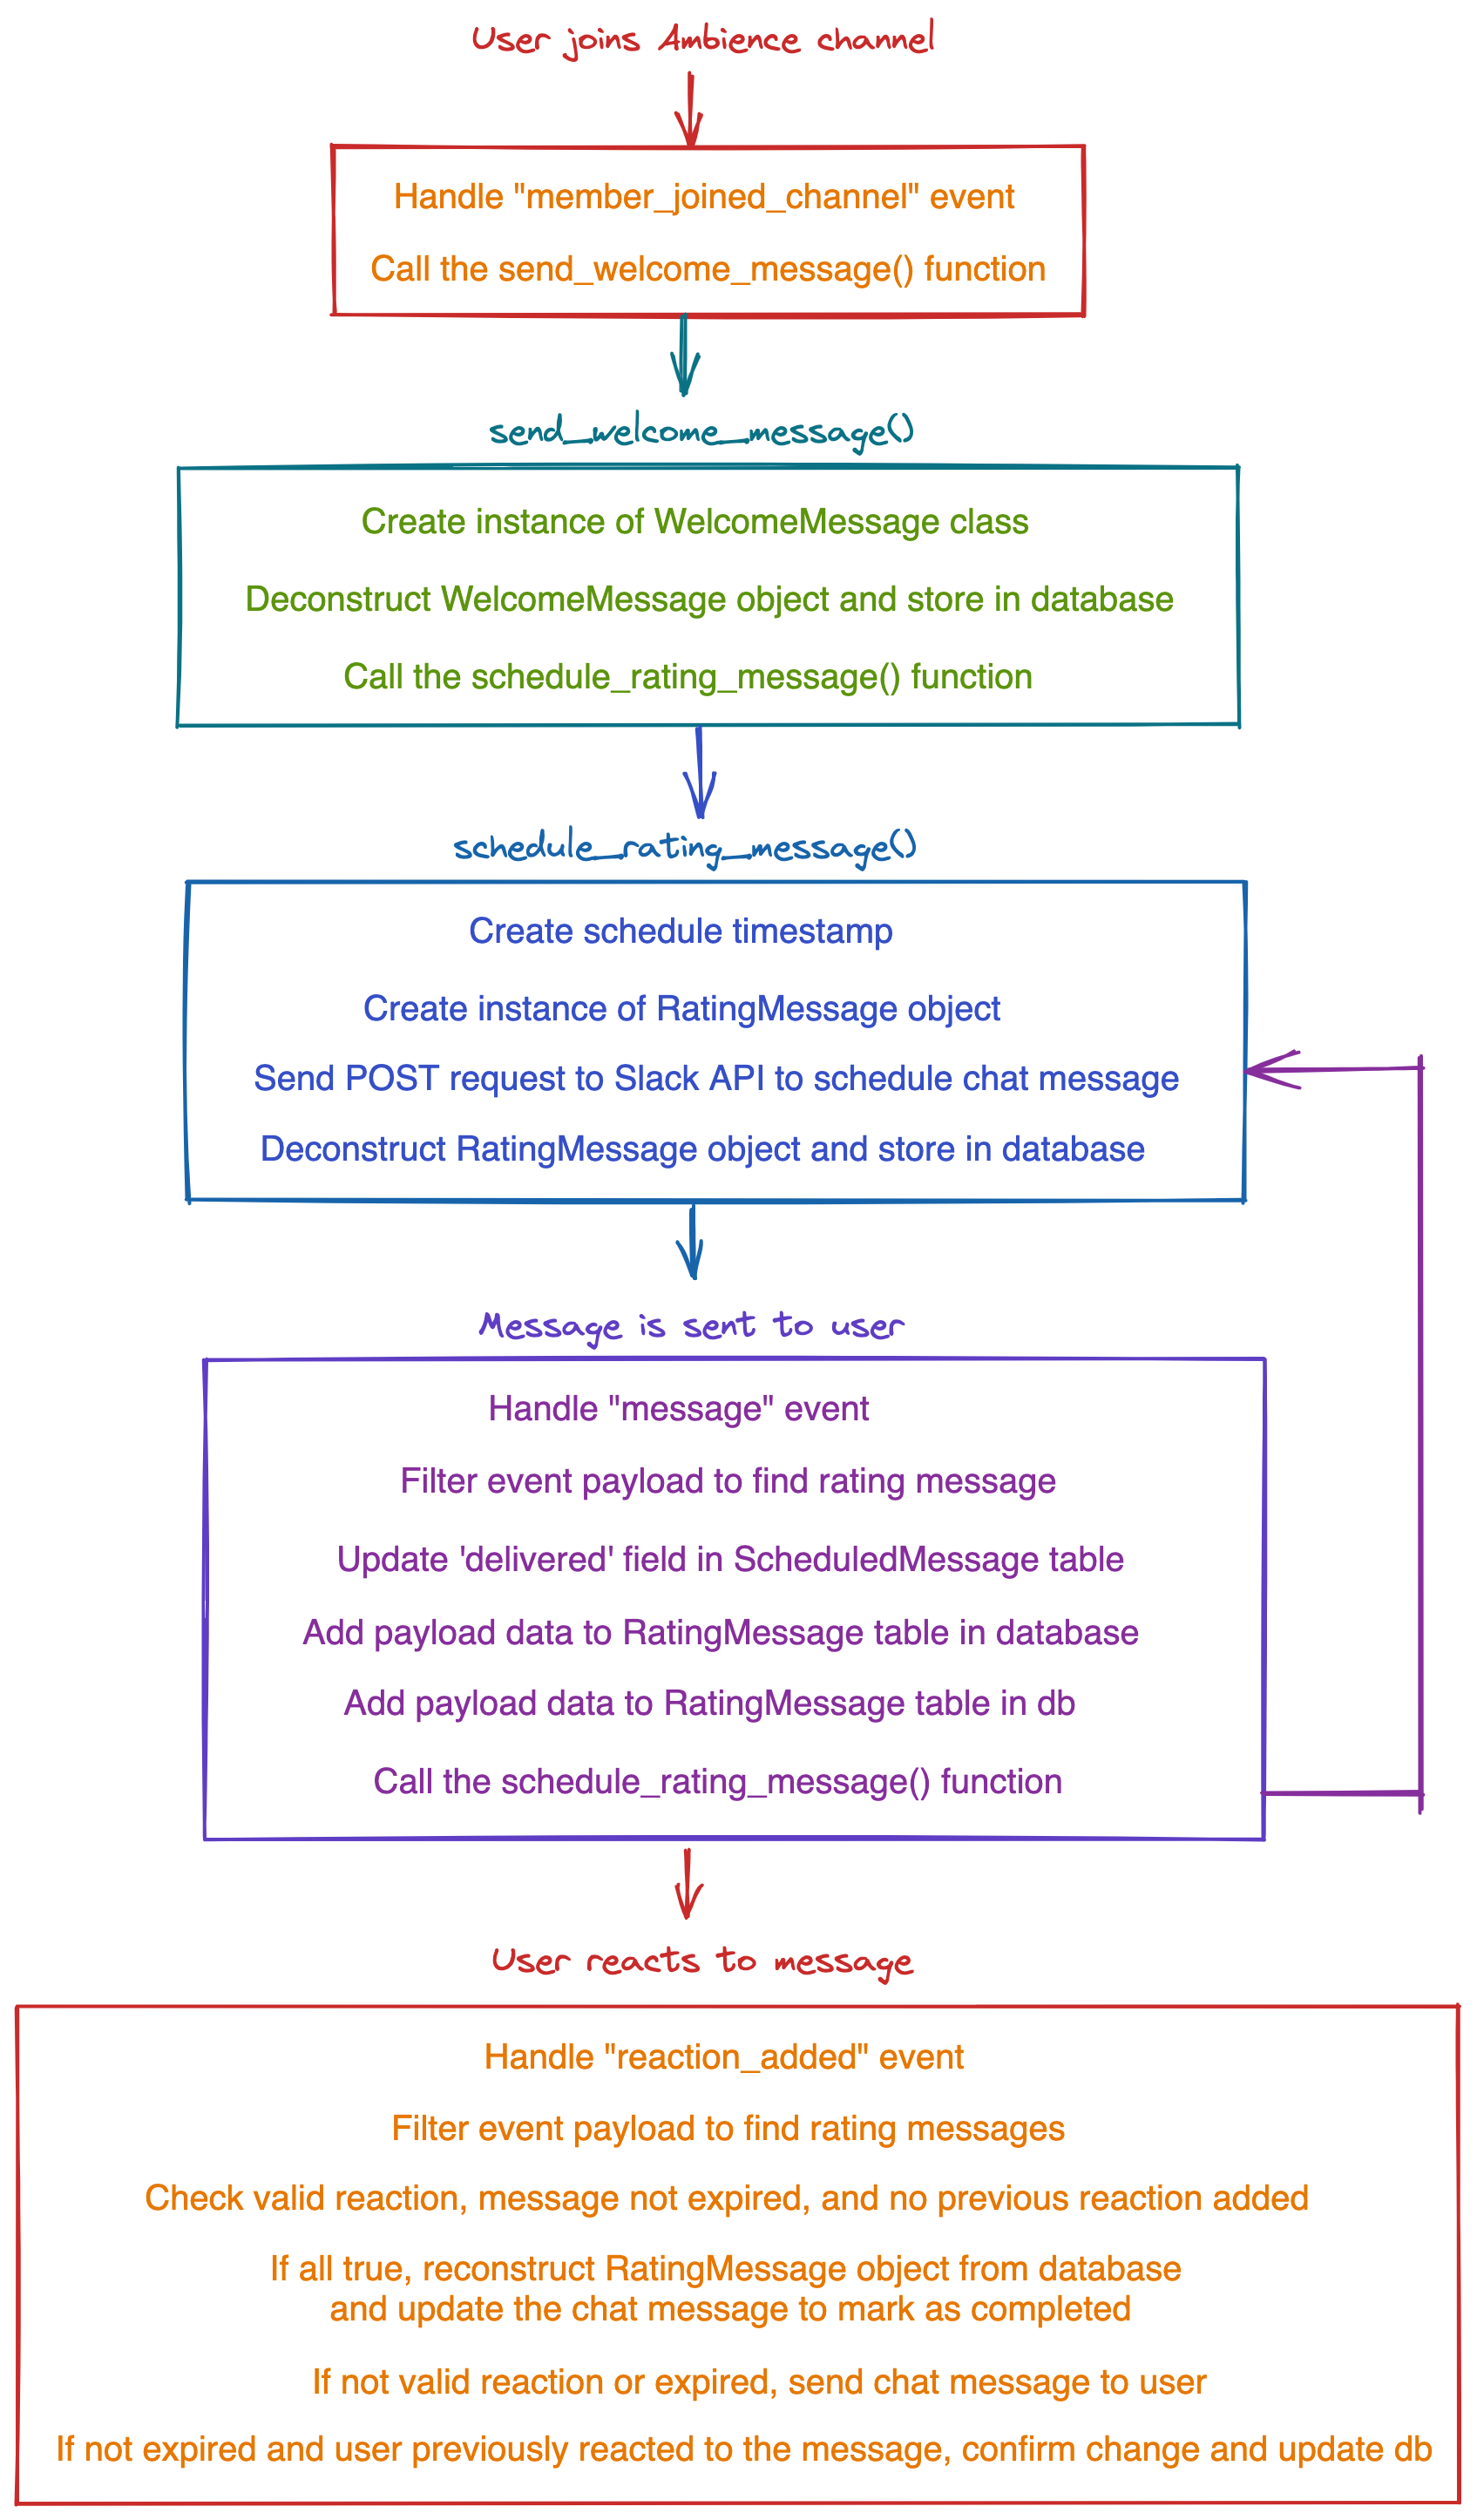 User joins Ambience channel
Handle "member_joined_channel" event
Call the send_welcome_message() function
send_welcome_message()
Create instance of WelcomeMessage class
Deconstruct WelcomeMessage object and store in database
Call the schedule_rating_message() function
schedule_rating_message()
Create schedule timestamp
Create instance of RatingMessage object
Send POST request to Slack API to schedule chat message
Deconstruct RatingMessage object and store in database
Message is sent to user
Handle "message" event
Filter event payload to find rating message
Update 'delivered' field in ScheduledMessage table
Add payload data to RatingMessage table in database
Add payload data to RatingMessage table in db
Call the schedule_rating_message() function
User reacts to message
Handle "reaction_added" event
Filter event payload to find rating messages
Check valid reaction, message not expired, and no previous reaction added
If all true, reconstruct RatingMessage object from database
and update the chat message to mark as completed
If not valid reaction or expired, send chat message to user
If not expired and user previously reacted to the message, confirm change and update db